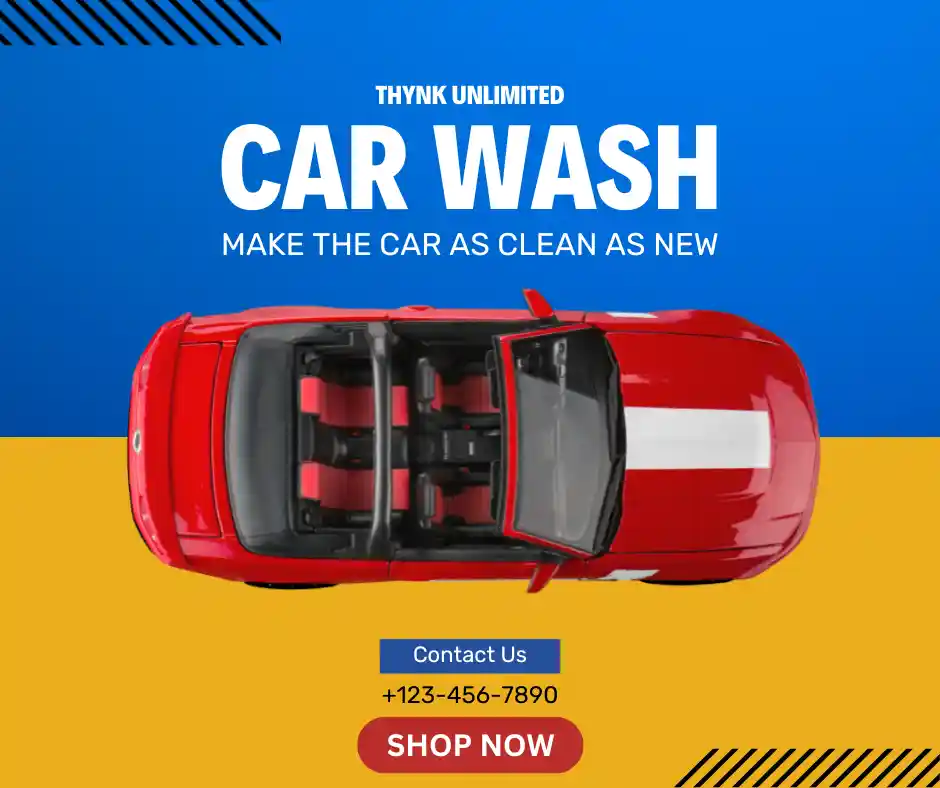 THYNK UNLIMITED
CAR WASH
MAKE THE CAR AS CLEAN AS NEW
Contact Us
+123-456-7890
SHOP NOW